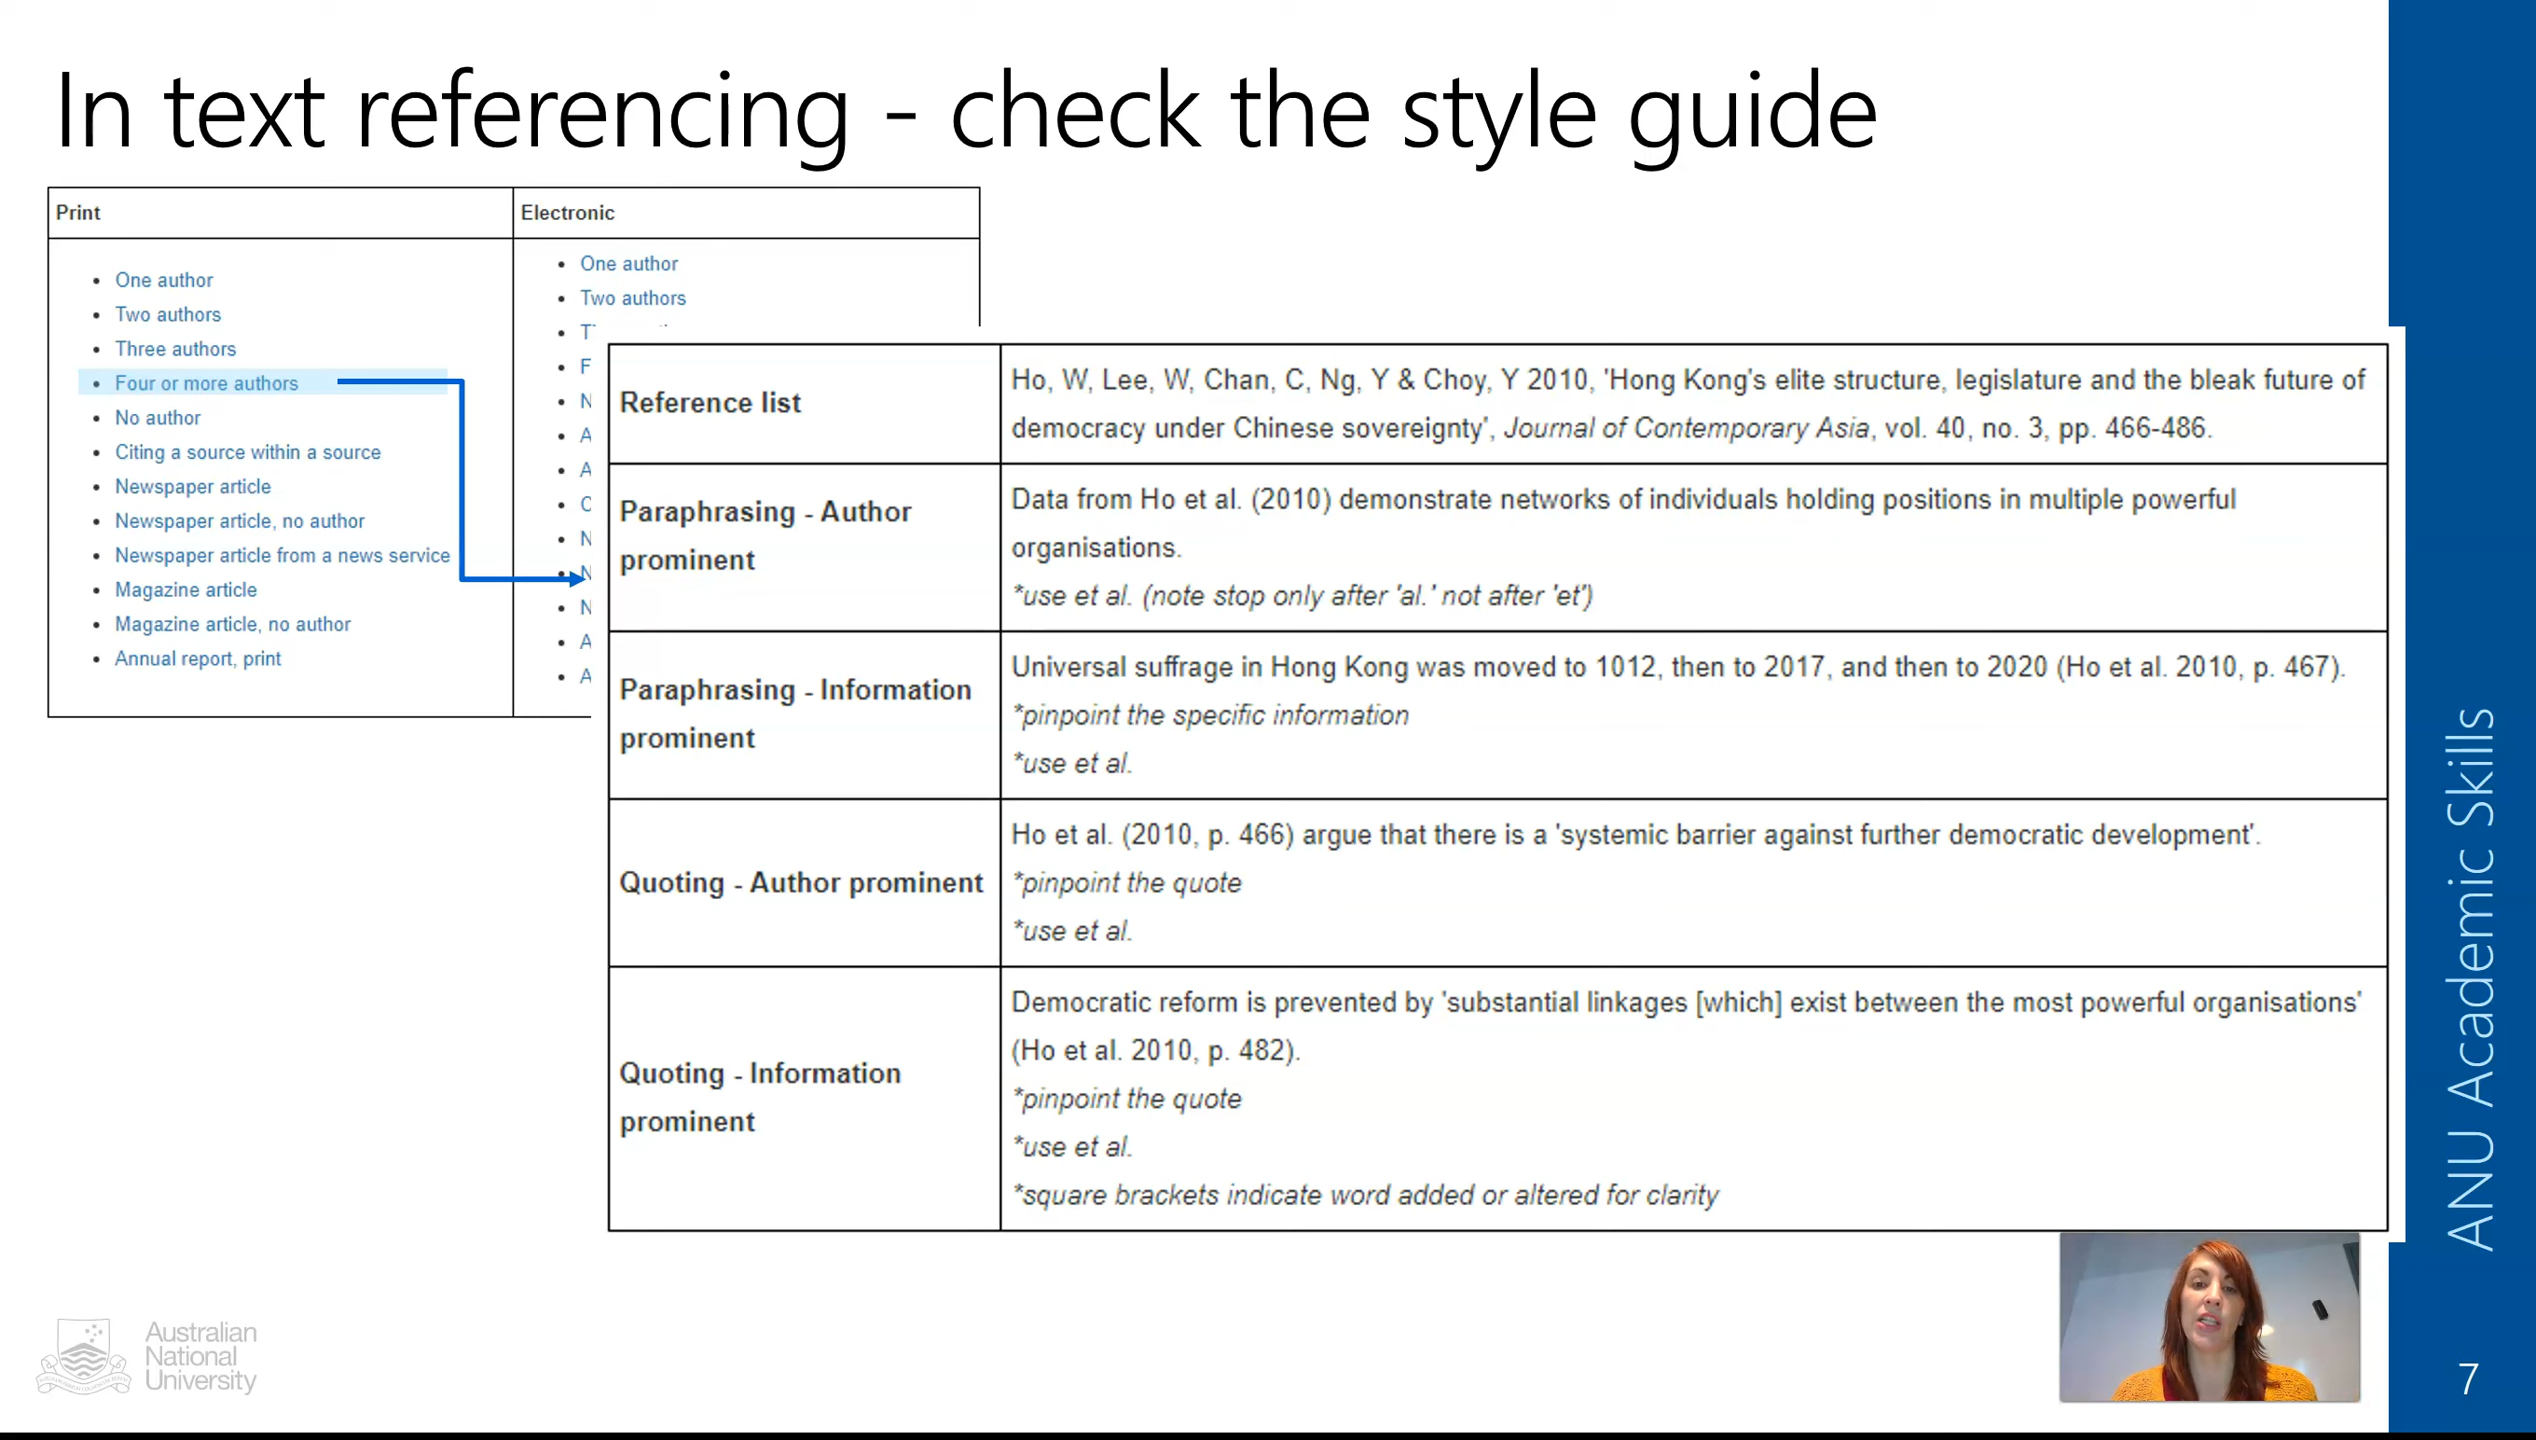 In text referencing - check the style guide
Print
Electronic
One author
Two authors
Three authors
Four or more authors
No author
Citing a source within a source
Newspaper article
Newspaper article, no author
Newspaper article from a news service
Magazine article
Magazine article, no author
Annual report, print
One author
Two authors
Reference list
Ho, W, Lee, W, Chan, C, Ng, Y & Choy, Y 2010, 'Hong Kong's elite structure, legislature and the bleak future of
democracy under Chinese sovereignty', Journal of Contemporary Asia, vol. 40, no. 3, pp. 466-486.
Paraphrasing - Author
prominent
Data from Ho et al. (2010) demonstrate networks of individuals holding positions in multiple powerful
organisations.
*use et al. (note stop only after 'al.' not after 'et')
Paraphrasing - Information
prominent
Universal suffrage in Hong Kong was moved to 1012, then to 2017, and then to 2020 (Ho et al. 2010, p. 467).
*pinpoint the specific information
*use et al.
Quoting - Author prominent
Ho et al. (2010, p. 466) argue that there is a 'systemic barrier against further democratic development'.
*pinpoint the quote
*use et al.
Quoting - Information
prominent
Democratic reform is prevented by 'substantial linkages [which] exist between the most powerful organisations'
(Ho et al. 2010, p. 482).
*pinpoint the quote
*use et al.
*square brackets indicate word added or altered for clarity
ANU Academic Skills
Australian
National
University
7